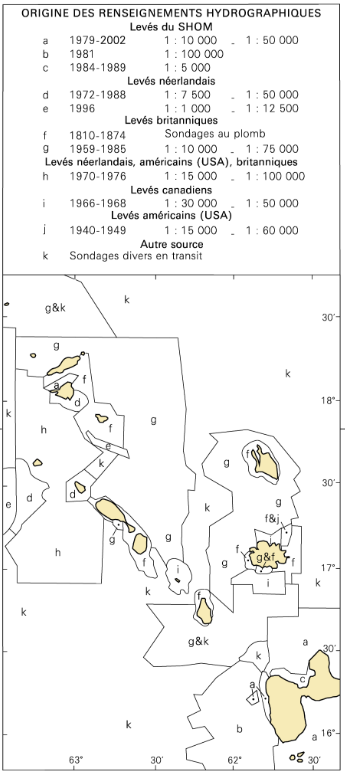 ORIGINE DES RENSEIGNEMENTS HYDROGRAPHIQUES
Levés du SHOM
a 1979-2002 1 : 10 000 - 1 : 50 000
b 1981 1 : 100 000
c 1984-1989 1 : 5 000
Levés néerlandais
d 1972-1988 1 : 7 500 - 1 : 50 000
e 1996 1 : 1 000 - 1 : 12 500
Levés britanniques
f 1810-1874 Sondages au plomb
g 1959-1985 1 : 10 000 - 1 : 75 000
Levés néerlandais, américains (USA), britanniques
h 1970-1976 1 : 15 000 - 1 : 100 000
Levés canadiens
i 1966-1968 1 : 30 000 - 1 : 50 000
Levés américains (USA)
j 1940-1949 1 : 15 000 - 1 : 60 000
Autre source
k Sondages divers en transit
k
g&k
30'
g
k
a f
d
18°
k
h f g
e
f
k g
d
30'
e d
k g
f&j
g f
g
f g&f f
h f g
i
17°
k
i
k f k
g&k
30'
k a
a c
k b
a 16°
63° 30' 62° 30'